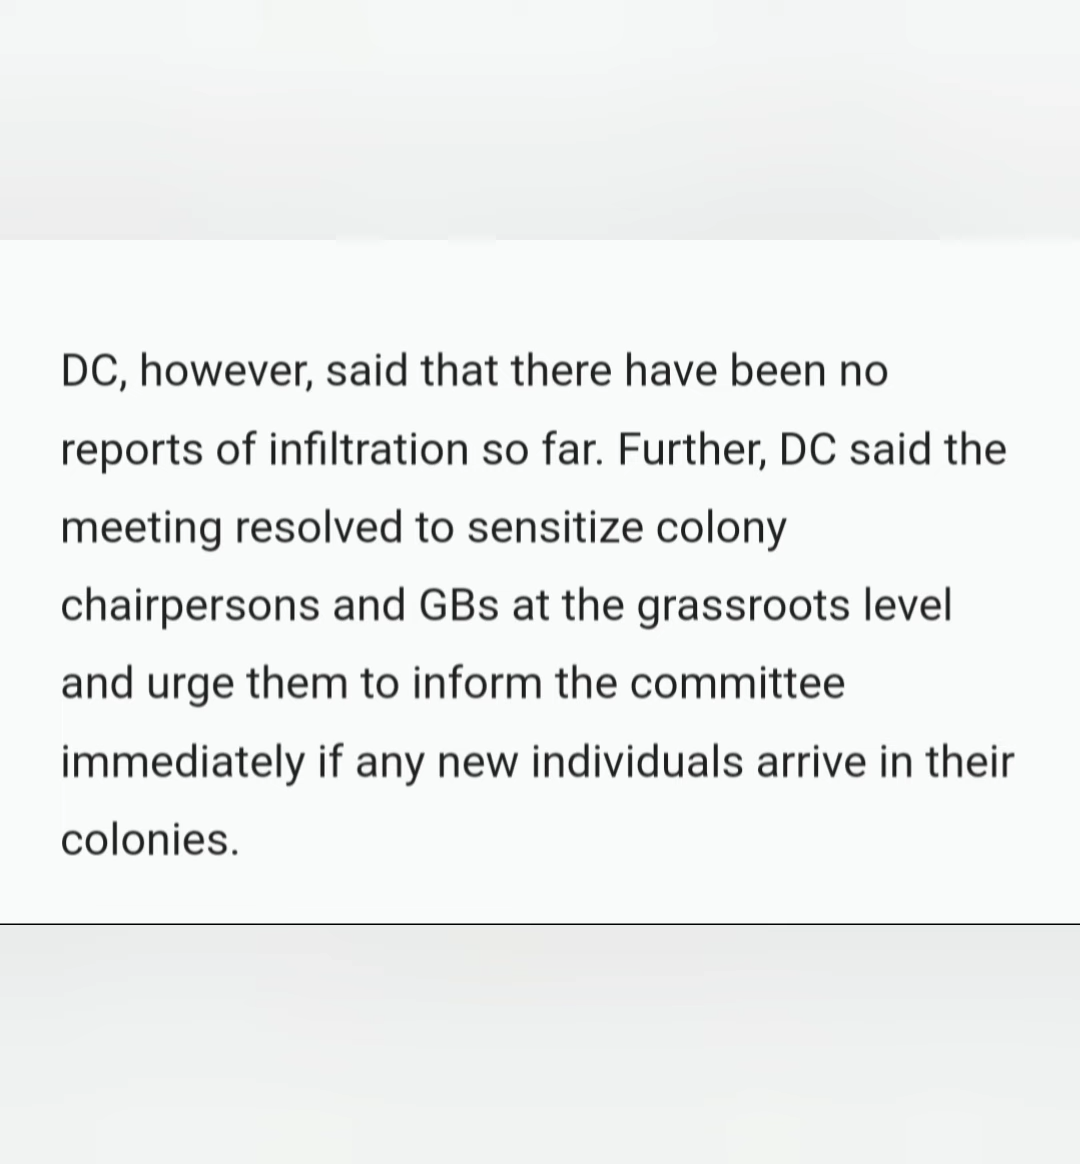 DC, however, said that there have been no
reports of infiltration so far. Further, DC said the
meeting resolved to sensitize colony
chairpersons and GBs at the grassroots level
and urge them to inform the committee
immediately if any new individuals arrive in their
colonies.